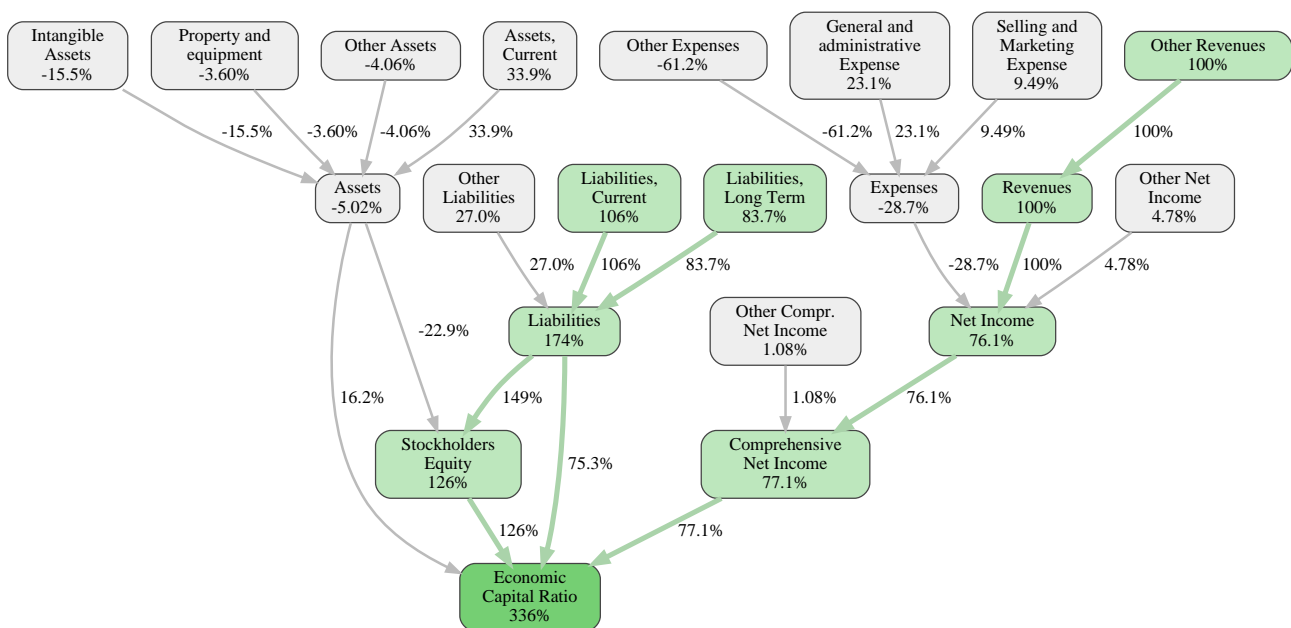 Intangible
Assets
-15.5%
Property and
equipment
-3.60%
Other Assets
-4.06%
Assets,
Current
33.9%
Other Expenses
-61.2%
General and
administrative
Expense
23.1%
Selling and
Marketing
Expense
9.49%
Other Revenues
100%
-15.5%
-3.60%
-4.06%
33.9%
-61.2%
23.1%
9.49%
100%
Assets
-5.02%
Other
Liabilities
27.0%
Liabilities,
Current
106%
Liabilities,
Long Term
83.7%
Expenses
-28.7%
Revenues
100%
Other Net
Income
4.78%
27.0%
106%
83.7%
-28.7%
100%
4.78%
-22.9%
Liabilities
174%
Other Compr.
Net Income
1.08%
Net Income
76.1%
16.2%
149%
1.08%
76.1%
Stockholders
Equity
126%
75.3%
Comprehensive
Net Income
77.1%
126%
77.1%
Economic
Capital Ratio
336%